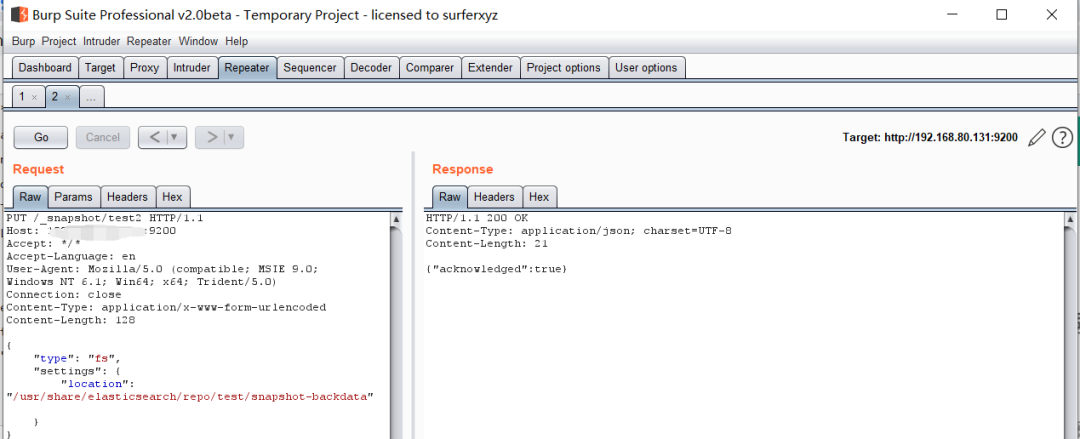 Burp Suite Professional v2.0beta - Temporary Project - licensed to surferxyz
Burp Project Intruder Repeater Window Help
Dashboard Target Proxy Intruder Repeater Sequencer Decoder Comparer Extender Project options User options
1 × 2 × ...
Go Cancel < | ▼ > | ▼ Target: http://192.168.80.131:9200 ?
Request
Raw Params Headers Hex
PUT /_snapshot/test2 HTTP/1.1
Host: :9200
Accept: */*
Accept-Language: en
User-Agent: Mozilla/5.0 (compatible; MSIE 9.0;
Windows NT 6.1; Win64; x64; Trident/5.0)
Connection: close
Content-Type: application/x-www-form-urlencoded
Content-Length: 128
{
"type": "fs",
"settings": {
"location":
"/usr/share/elasticsearch/repo/test/snapshot-backdata"
}
}
Response
Raw Headers Hex
HTTP/1.1 200 OK
Content-Type: application/json; charset=UTF-8
Content-Length: 21
{"acknowledged":true}